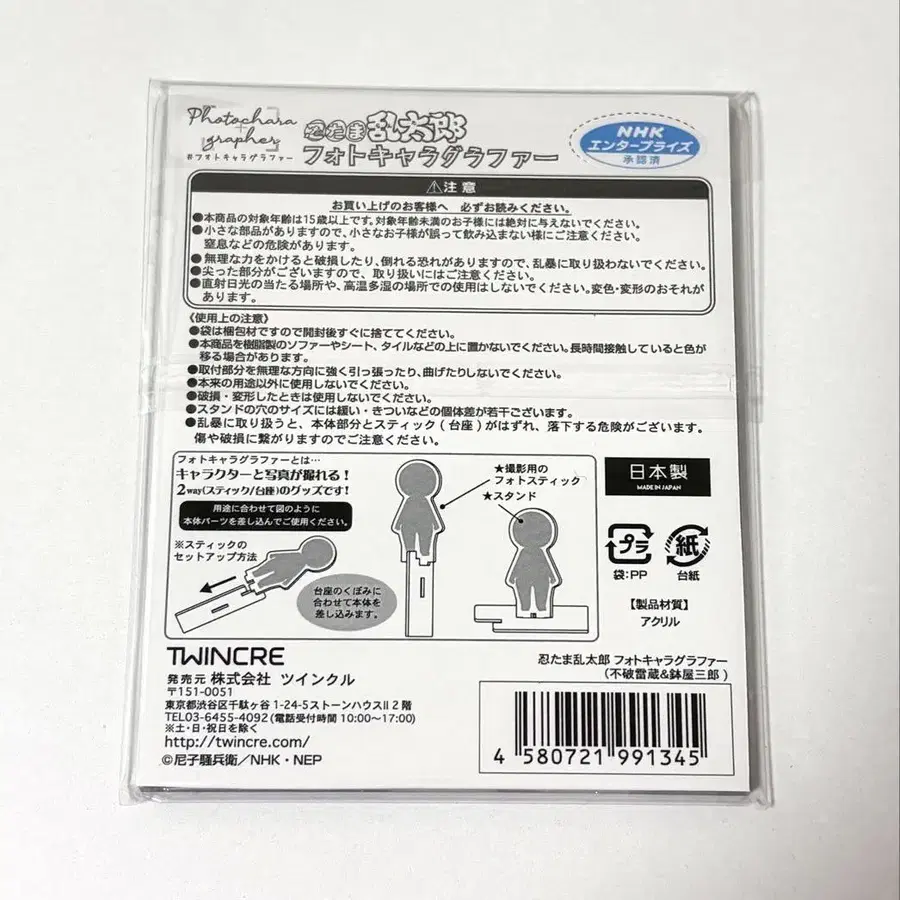 Photochara
grapher
#フォトキャラグラファー
忍たま乱太郎
フォトキャラグラファー
NHK
エンタープライズ
承認済
⚠注意
お買い上げのお客様へ 必ずお読みください。
●本商品の対象年齢は15歳以上です。対象年齢未満のお子様には絶対に与えないでください。
●小さな部品がありますので、小さなお子様が誤って飲み込まない様にご注意ください。
窒息などの危険があります。
●無理な力をかけると破損したり、倒れる恐れがありますので、乱暴に取り扱わないでください。
●尖った部分がございますので、取り扱いにはご注意ください。
●直射日光の当たる場所や、高温多湿の場所での使用はしないでください。変色・変形のおそれが
あります。
《使用上の注意》
●袋は梱包材ですので開封後すぐに捨ててください。
●本商品を樹脂製のソファーやシート、タイルなどの上に置かないでください。長時間接触していると色が
移る場合があります。
●取付部分を無理な方向に強く引っ張ったり、曲げたりしないでください。
●本来の用途以外に使用しないでください。
●破損・変形したときは使用しないでください。
●スタンドの穴のサイズには緩い・きついなどの個体差が若干ございます。
●乱暴に取り扱うと、本体部分とスティック(台座)がはずれ、落下する危険がございます。
傷や破損に繋がりますのでご注意ください。
フォトキャラグラファーとは…
キャラクターと写真が撮れる!
2way(スティック/台座)のグッズです!
用途に合わせて図のように
本体パーツを差し込んでご使用ください。
※スティックの
セットアップ方法
台座のくぼみに
合わせて本体を
差し込みます。
★撮影用の
フォトスティック
★スタンド
日本製
MADE IN JAPAN
プラ
紙
袋:PP
台紙
【製品材質】
アクリル
TWINCRE
発売元 株式会社 ツインクル
〒151-0051
東京都渋谷区千駄ヶ谷1-24-5ストーンハウスII 2階
TEL03-6455-4092(電話受付時間 10:00〜17:00)
※土・日・祝日を除く
http://twincre.com/
©尼子騒兵衛/NHK・NEP
忍たま乱太郎 フォトキャラグラファー
(不破雷蔵&鉢屋三郎)
4 580721 991345